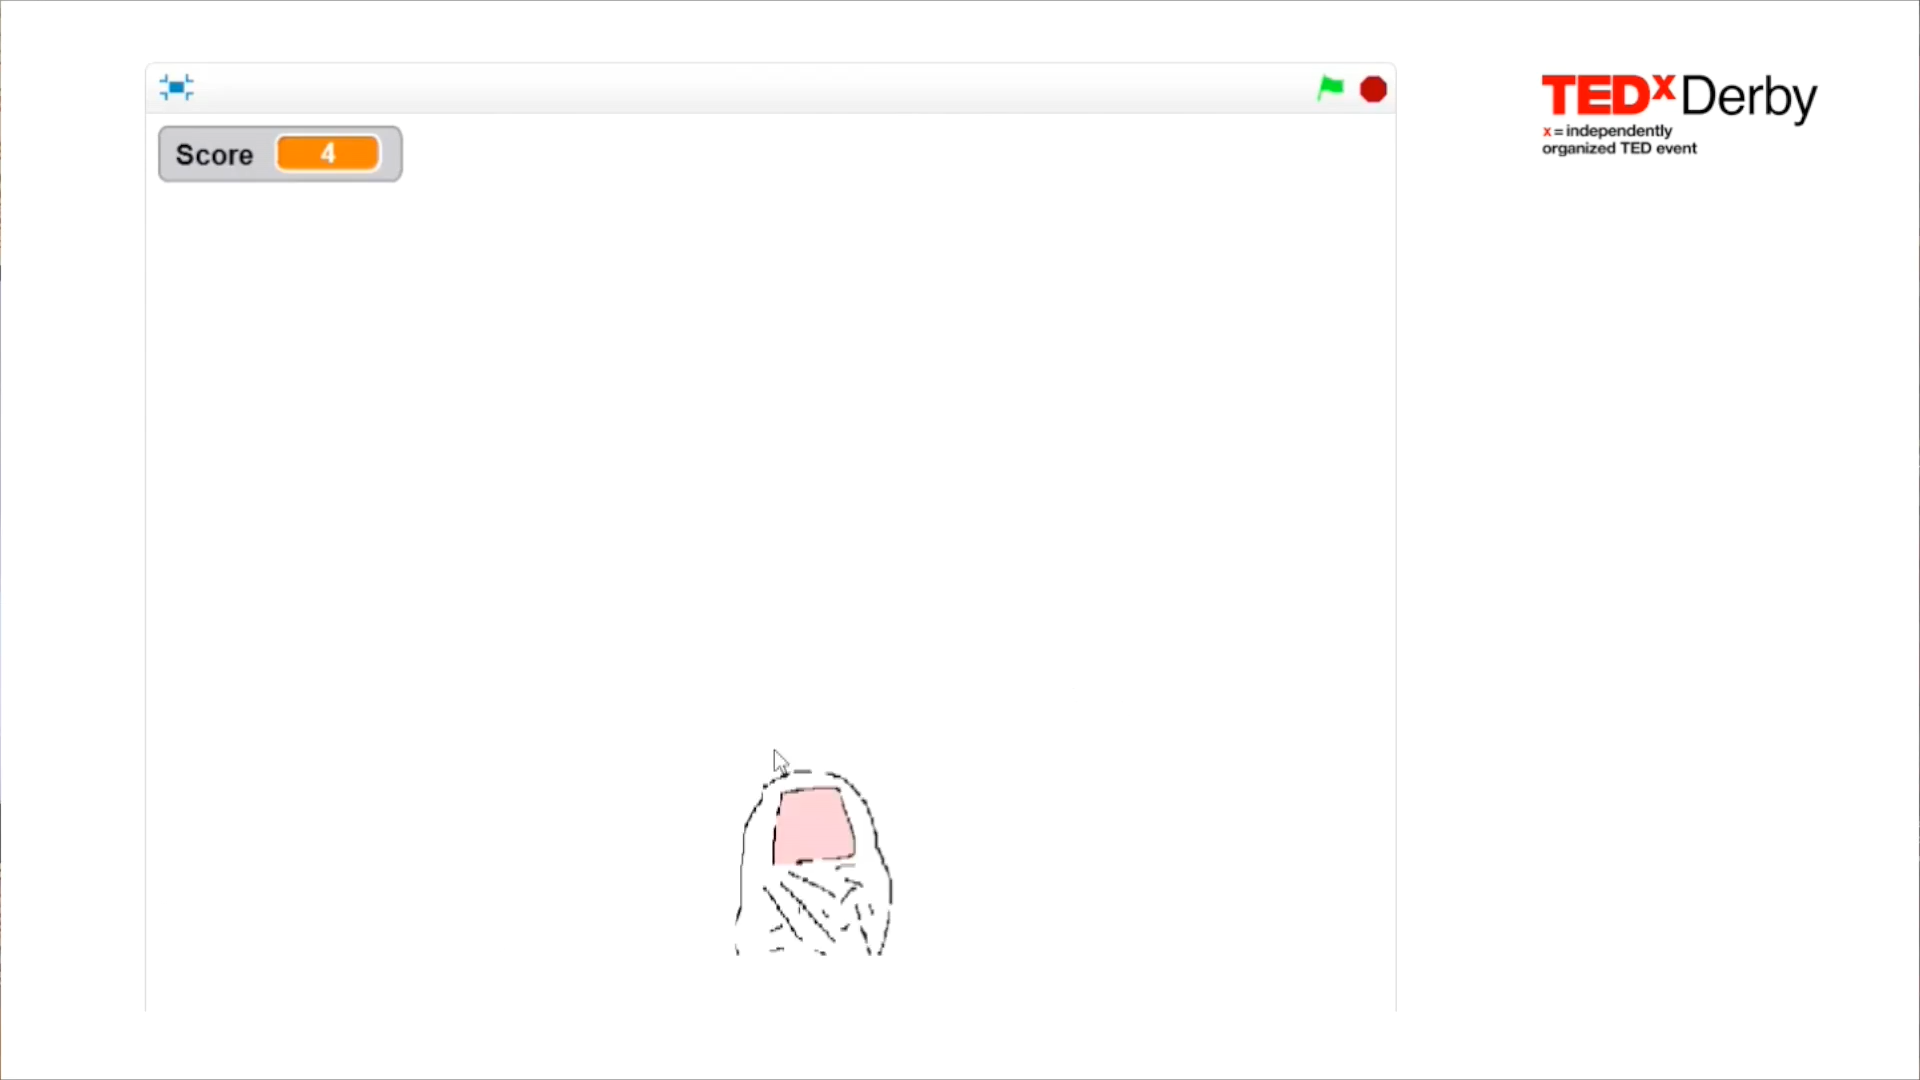 Score 4
TEDxDerby
x = independently
organized TED event